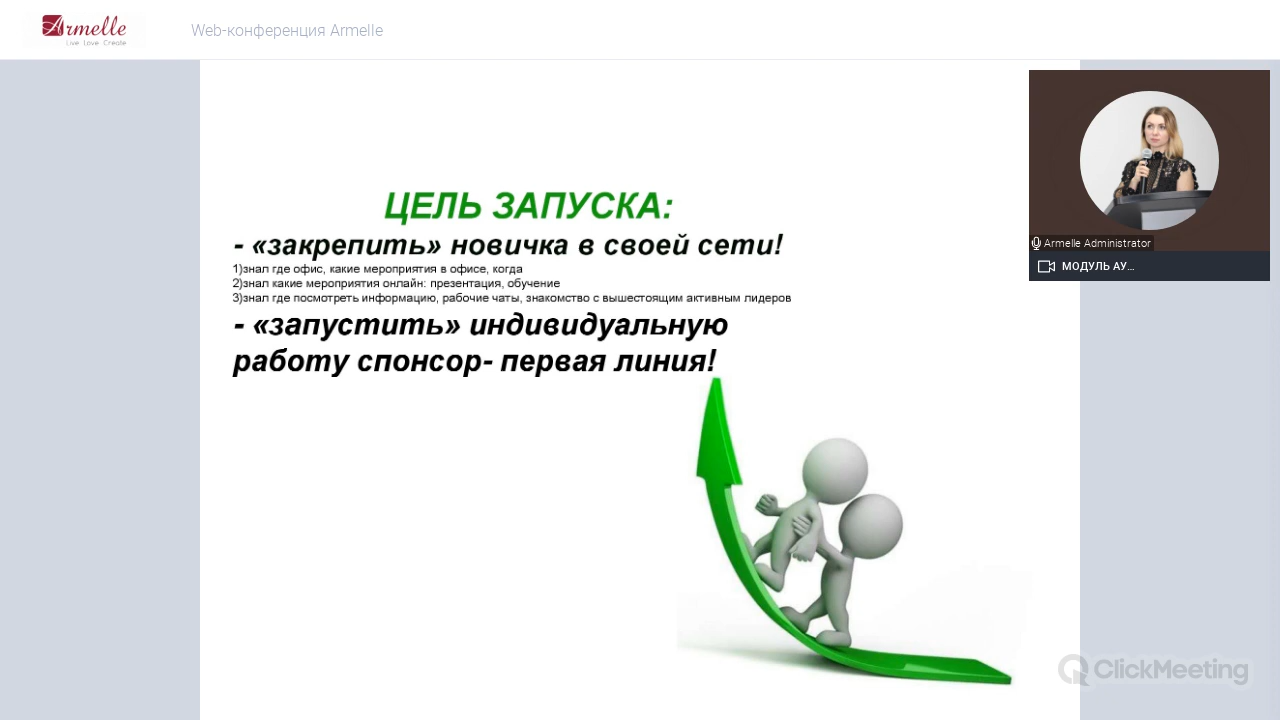 Armelle
Live Love Create
Web-конференция Armelle
ЦЕЛЬ ЗАПУСКА:
- «закрепить» новичка в своей сети!
1)знал где офис, какие мероприятия в офисе, когда
2)знал какие мероприятия онлайн: презентация, обучение
3)знал где посмотреть информацию, рабочие чаты, знакомство с вышестоящим активным лидеров
- «запустить» индивидуальную
работу спонсор- первая линия!
Armelle Administrator
МОДУЛЬ АУ...
ClickMeeting